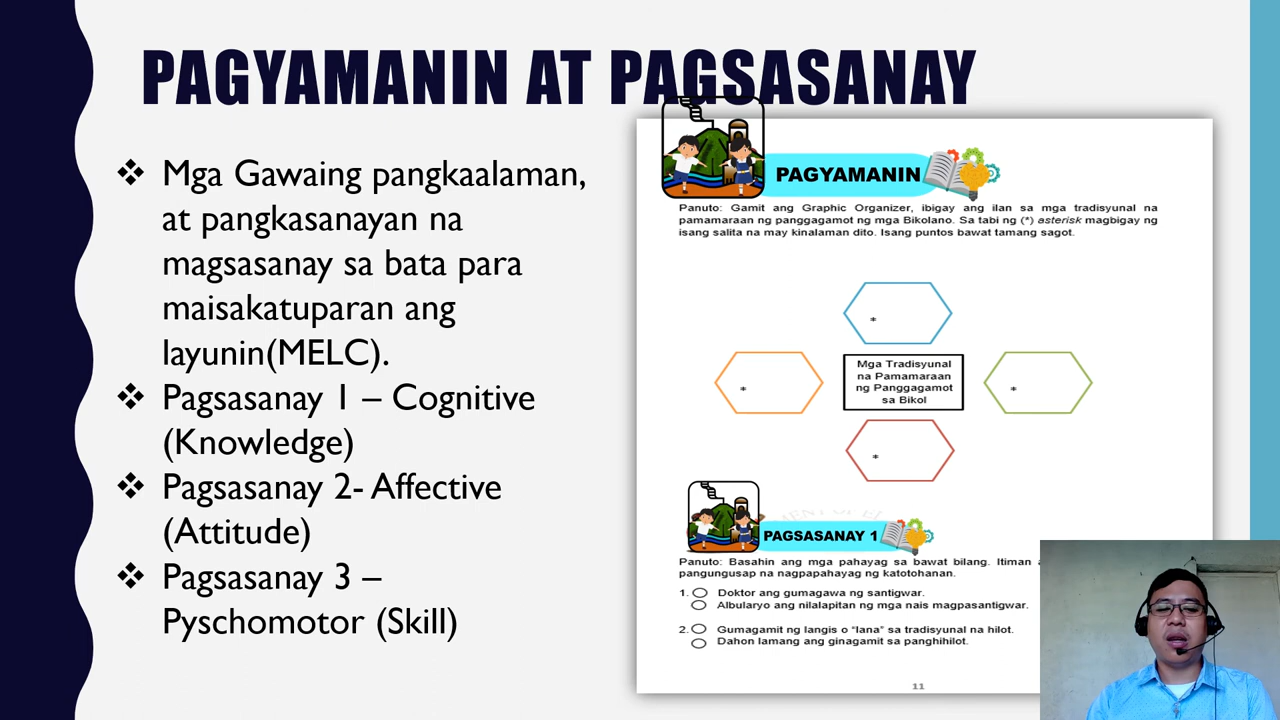 PAGYAMANIN AT PAGSASANAY
❖ Mga Gawaing pangkaalaman,
at pangkasanayan na
magsasanay sa bata para
maisakatuparan ang
layunin(MELC).
❖ Pagsasanay 1 – Cognitive
(Knowledge)
❖ Pagsasanay 2- Affective
(Attitude)
❖ Pagsasanay 3 –
Pyschomotor (Skill)
PAGYAMANIN
Panuto: Gamit ang Graphic Organizer, ibigay ang ilan sa mga tradisyunal na
pamamaraan ng panggagamot ng mga Bikolano. Sa tabi ng (*) asterisk magbigay ng
isang salita na may kinalaman dito. Isang puntos bawat tamang sagot.
*
*
Mga Tradisyunal
na Pamamaraan
ng Panggagamot
sa Bikol
*
*
PAGSASANAY 1
Panuto: Basahin ang mga pahayag sa bawat bilang. Itiman
pangungusap na nagpapahayag ng katotohanan.
1. Doktor ang gumagawa ng santigwar.
Albularyo ang nilalapitan ng mga nais magpasantigwar.
2. Gumagamit ng langis o “lana” sa tradisyunal na hilot.
Dahon lamang ang ginagamit sa panghihilot.
11